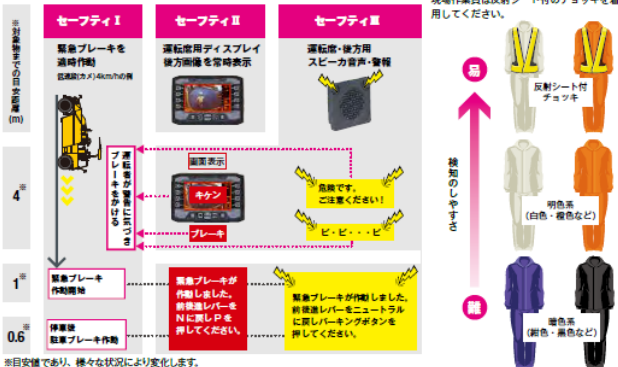 現場作業員は反射シート付のチョッキを着
用してください。
※対象物までの目安距離(m)
セーフティⅠ
セーフティⅡ
セーフティⅢ
緊急ブレーキを
適時作動
低速段(カメ)4km/hの例
運転席用ディスプレイ
後方画像を常時表示
運転席・後方用
スピーカ音声・警報
4※
運転者が警告に気づき
ブレーキをかける
画面表示
キケン
ブレーキ
危険です。
ご注意ください!
ピ・ピ・・・ピ
1※
緊急ブレーキ
作動開始
緊急ブレーキが
作動しました。
前後進レバーを
Nに戻しPを
押してください。
緊急ブレーキが作動しました。
前後進レバーをニュートラル
に戻しパーキングボタンを
押してください。
0.6※
停車後
駐車ブレーキ作動
※目安値であり、様々な状況により変化します。
易
検知のしやすさ
難
反射シート付
チョッキ
明色系
(白色・橙色など)
暗色系
(紺色・黒色など)